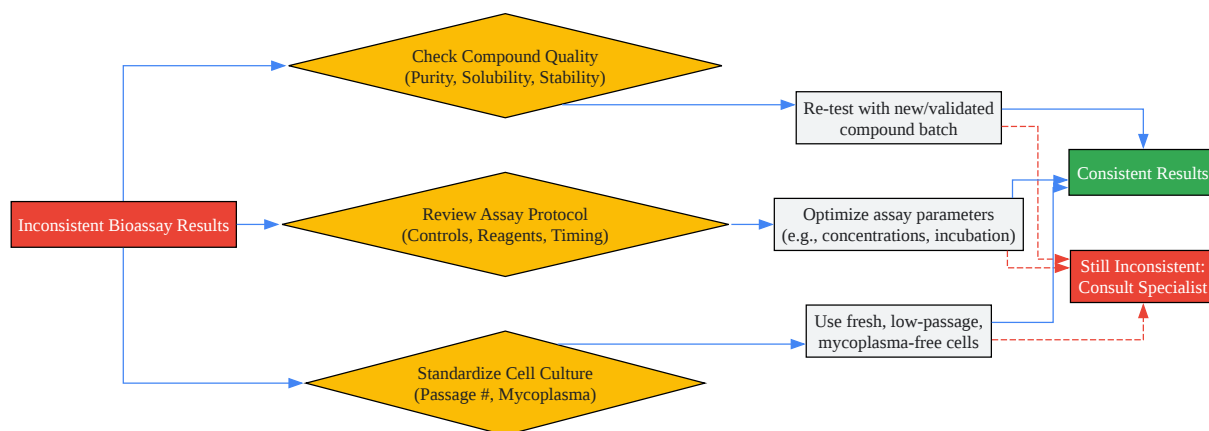 Check Compound Quality
(Purity, Solubility, Stability)
Re-test with new/validated
compound batch
Consistent Results
Inconsistent Bioassay Results
Review Assay Protocol
(Controls, Reagents, Timing)
Optimize assay parameters
(e.g., concentrations, incubation)
Still Inconsistent:
Consult Specialist
Use fresh, low-passage,
mycoplasma-free cells
Standardize Cell Culture
(Passage #, Mycoplasma)